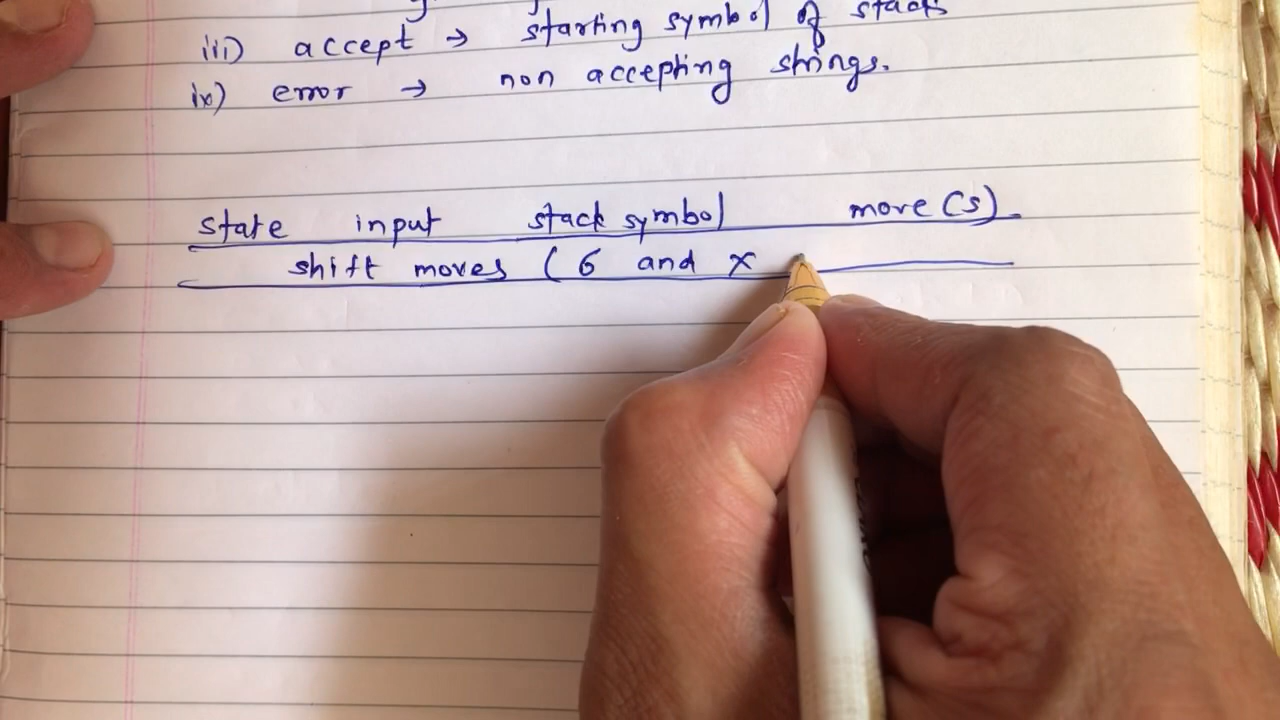 iii) accept → starting symbol of stack
iv) error → non accepting strings.
state input stack symbol move(s)
shift moves ( 6 and x